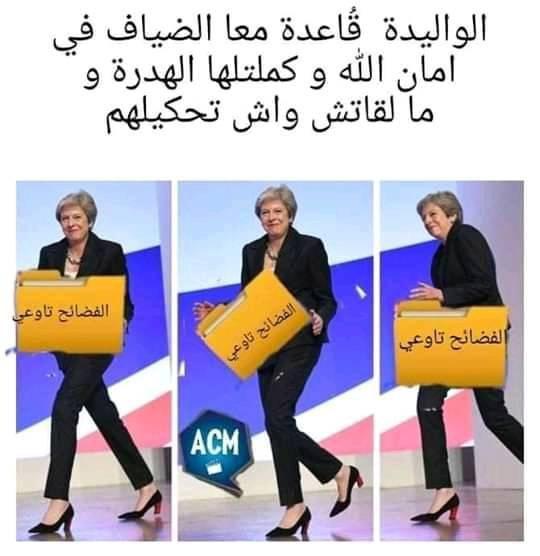 الواليدة قُاعدة معا الضياف في
امان الله و كملتلها الهدرة و
ما لقاتش واش تحكيلهم
الفضائح تاوعي
الفضائح تاوعي
الفضائح تاوعي
ACM